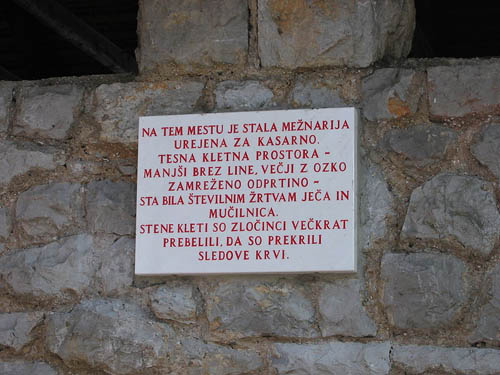 NA TEM MESTU JE STALA MEŽNARIJA
UREJENA ZA KASARNO.
TESNA KLETNA PROSTORA –
MANJŠI BREZ LINE, VEČJI Z OZKO
ZAMREŽENO ODPRTINO –
STA BILA ŠTEVILNIM ŽRTVAM JEČA IN
MUČILNICA.
STENE KLETI SO ZLOČINCI VEČKRAT
PREBELILI, DA SO PREKRILI
SLEDOVE KRVI.